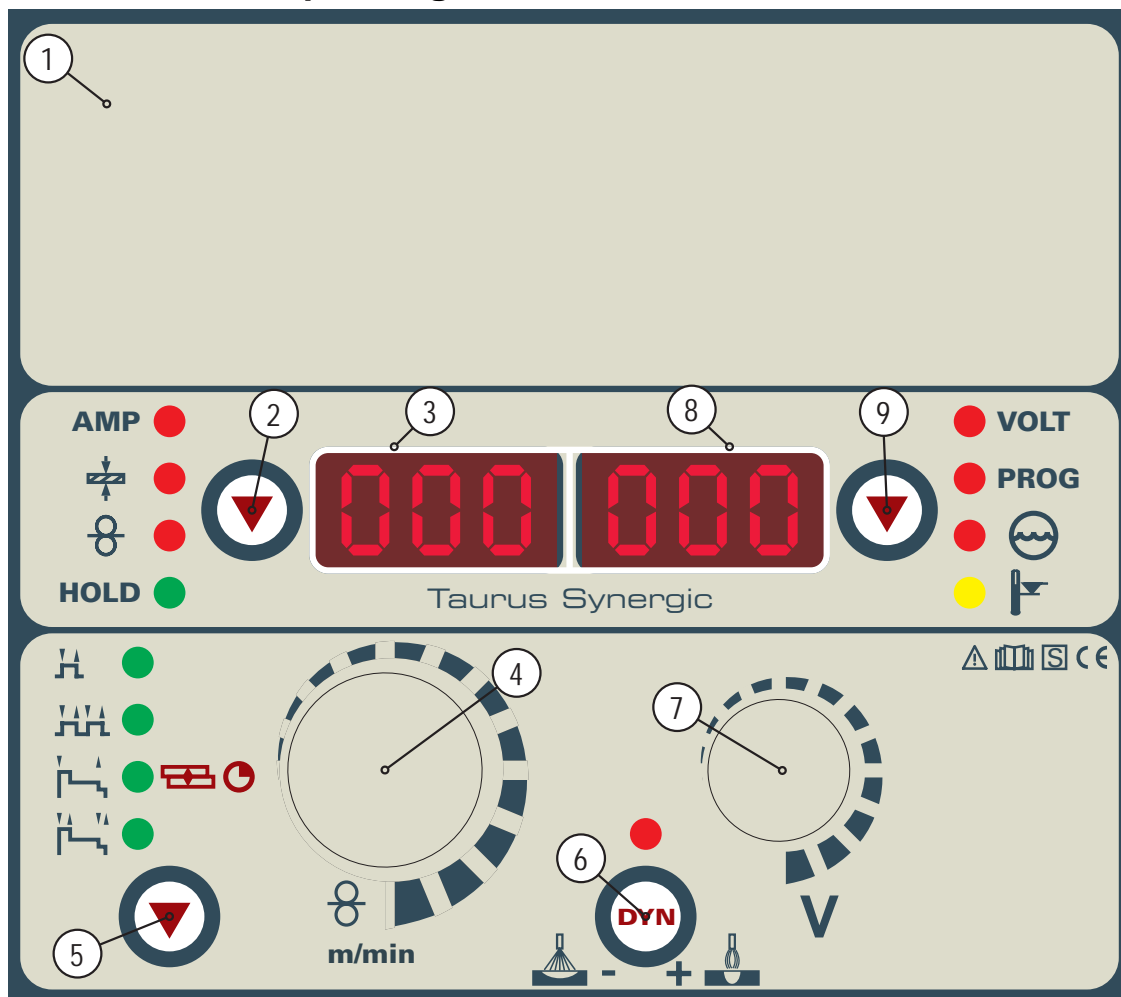 1
2
3
8
9
AMP
VOLT
PROG
000 000
HOLD
Taurus Synergic
4
7
S CE
6
5
DYN
m/min
- +
V